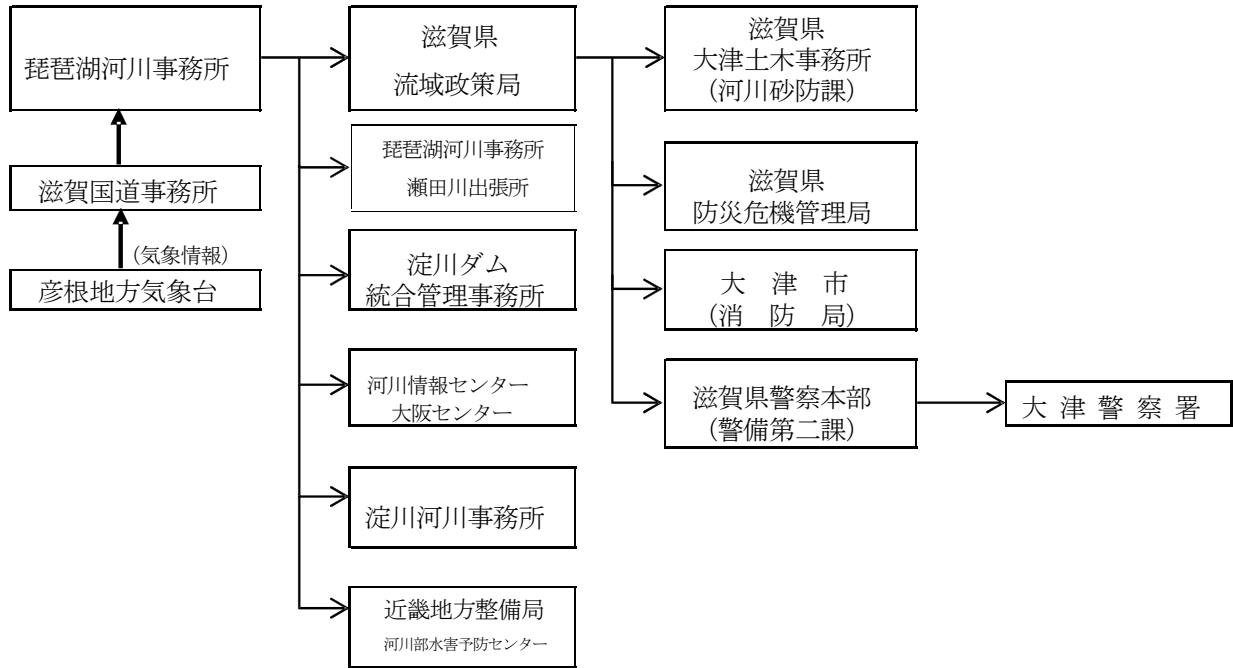 琵琶湖河川事務所
滋賀国道事務所
(気象情報)
彦根地方気象台
滋賀県
流域政策局
琵琶湖河川事務所
瀬田川出張所
淀川ダム
統合管理事務所
河川情報センター
大阪センター
淀川河川事務所
近畿地方整備局
河川部水害予防センター
滋賀県
大津土木事務所
(河川砂防課)
滋賀県
防災危機管理局
大 津 市
(消 防 局)
滋賀県警察本部
(警備第二課)
大 津 警 察 署